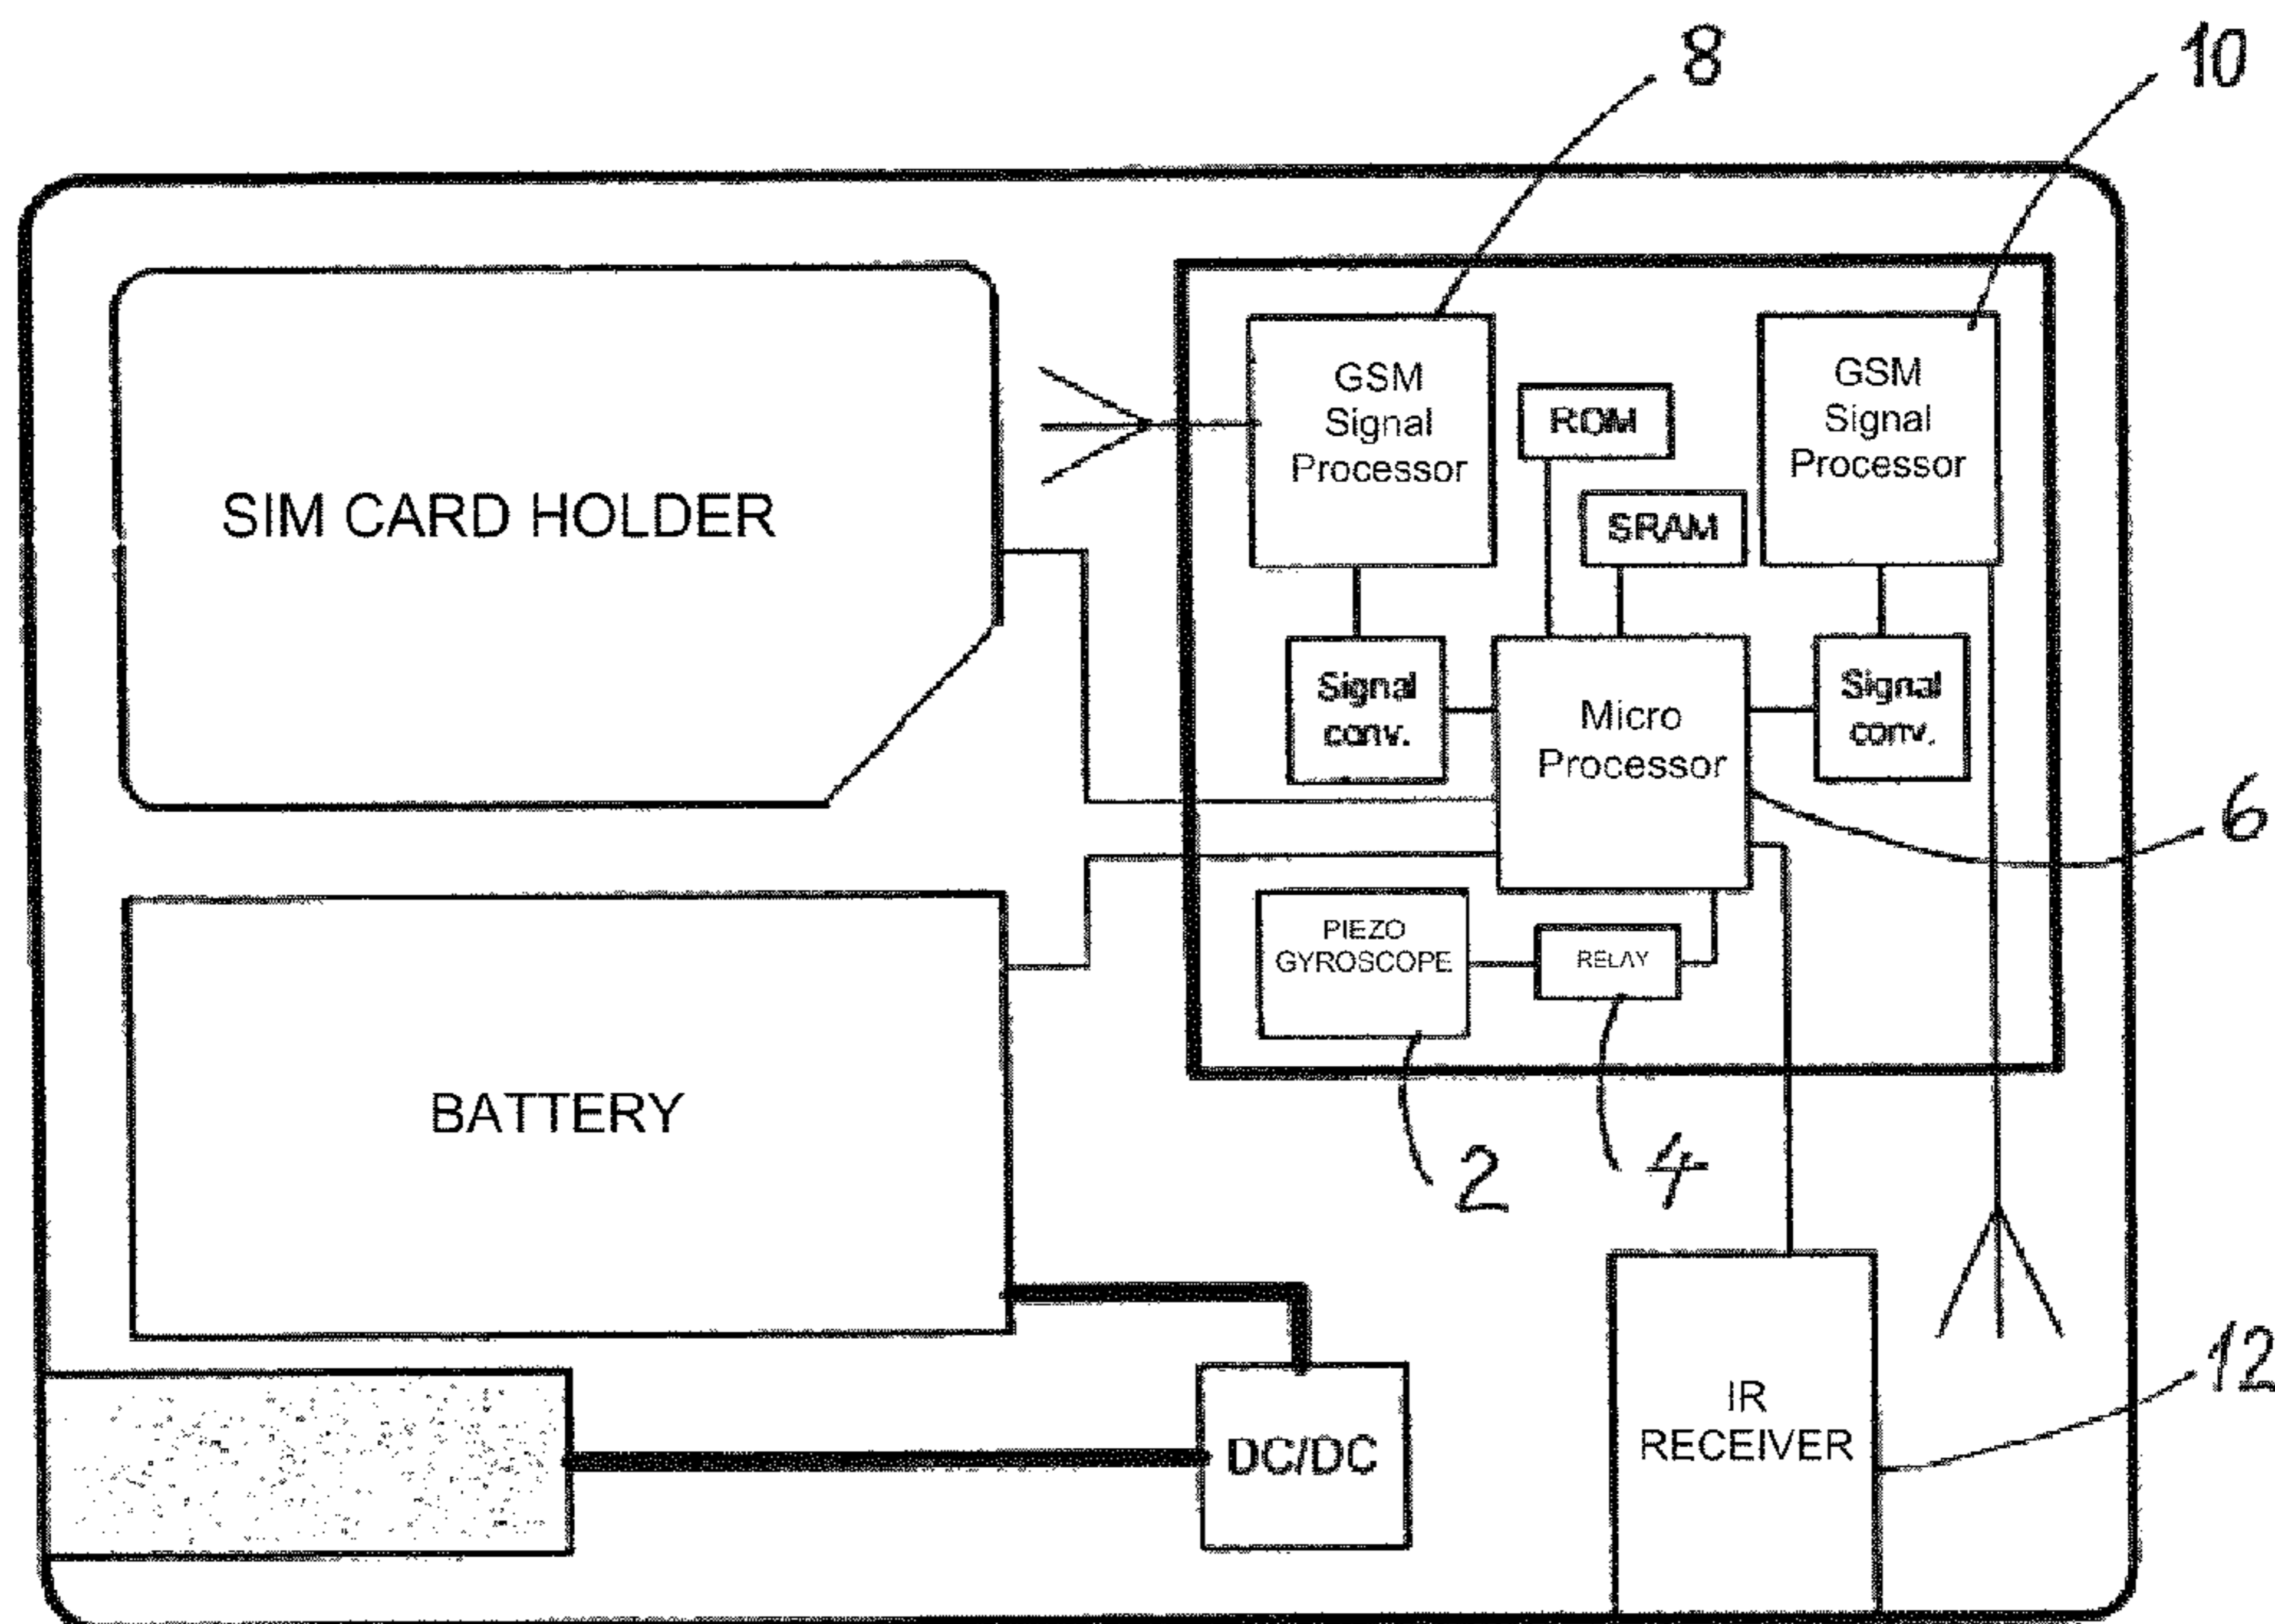 8
10
SIM CARD HOLDER
GSM
Signal
Processor
ROM
SRAM
GSM
Signal
Processor
Signal
conv.
Micro
Processor
Signal
conv.
6
PIEZO
GYROSCOPE
RELAY
2
4
BATTERY
DC/DC
IR
RECEIVER
12